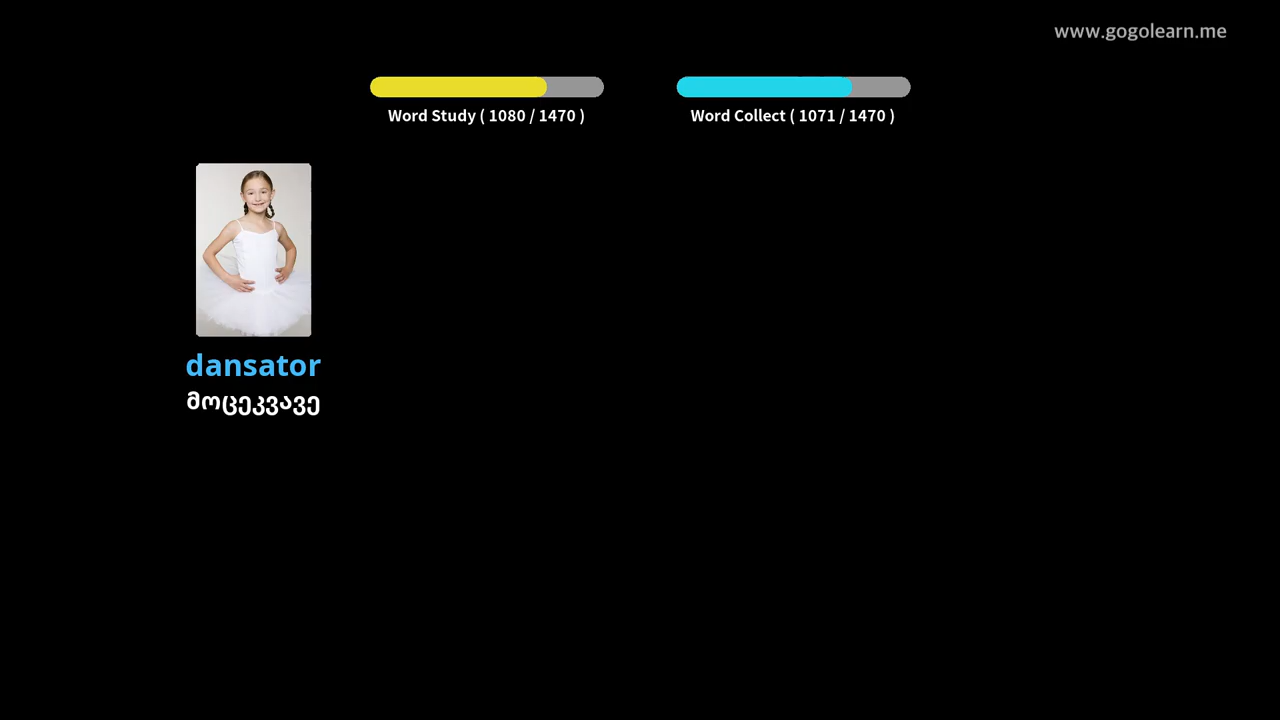 www.gogolearn.me
Word Study ( 1080 / 1470 )
Word Collect ( 1071 / 1470 )
dansator
მოცეკვავე